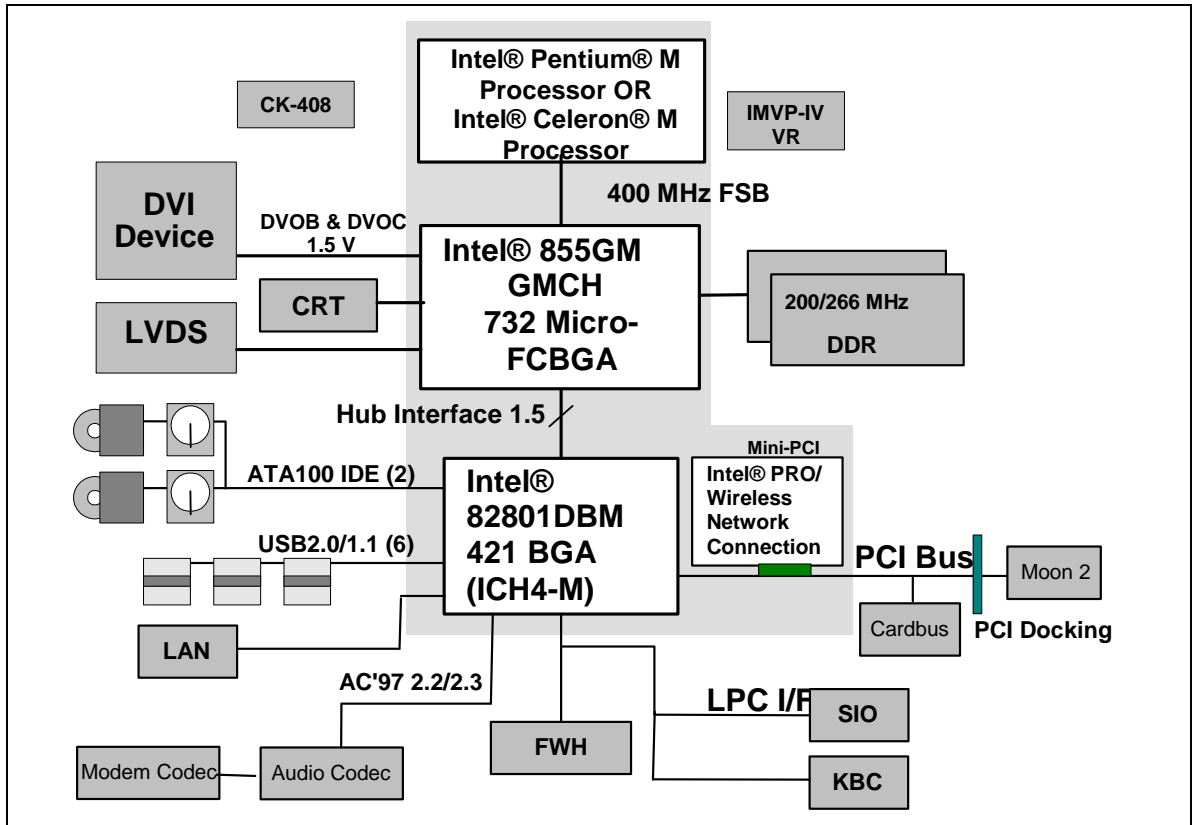 Intel® Pentium® M
Processor OR
Intel® Celeron® M
Processor
CK-408
IMVP-IV
VR
400 MHz FSB
DVI
Device
DVOB & DVOC
1.5 V
Intel® 855GM
GMCH
732 Micro-
FCBGA
CRT
LVDS
200/266 MHz
DDR
Hub Interface 1.5
Mini-PCI
Intel® PRO/
Wireless
Network
Connection
ATA100 IDE (2)
Intel®
82801DBM
421 BGA
(ICH4-M)
USB2.0/1.1 (6)
PCI Bus
Moon 2
Cardbus
PCI Docking
LAN
AC'97 2.2/2.3
LPC I/F
SIO
FWH
Modem Codec
Audio Codec
KBC